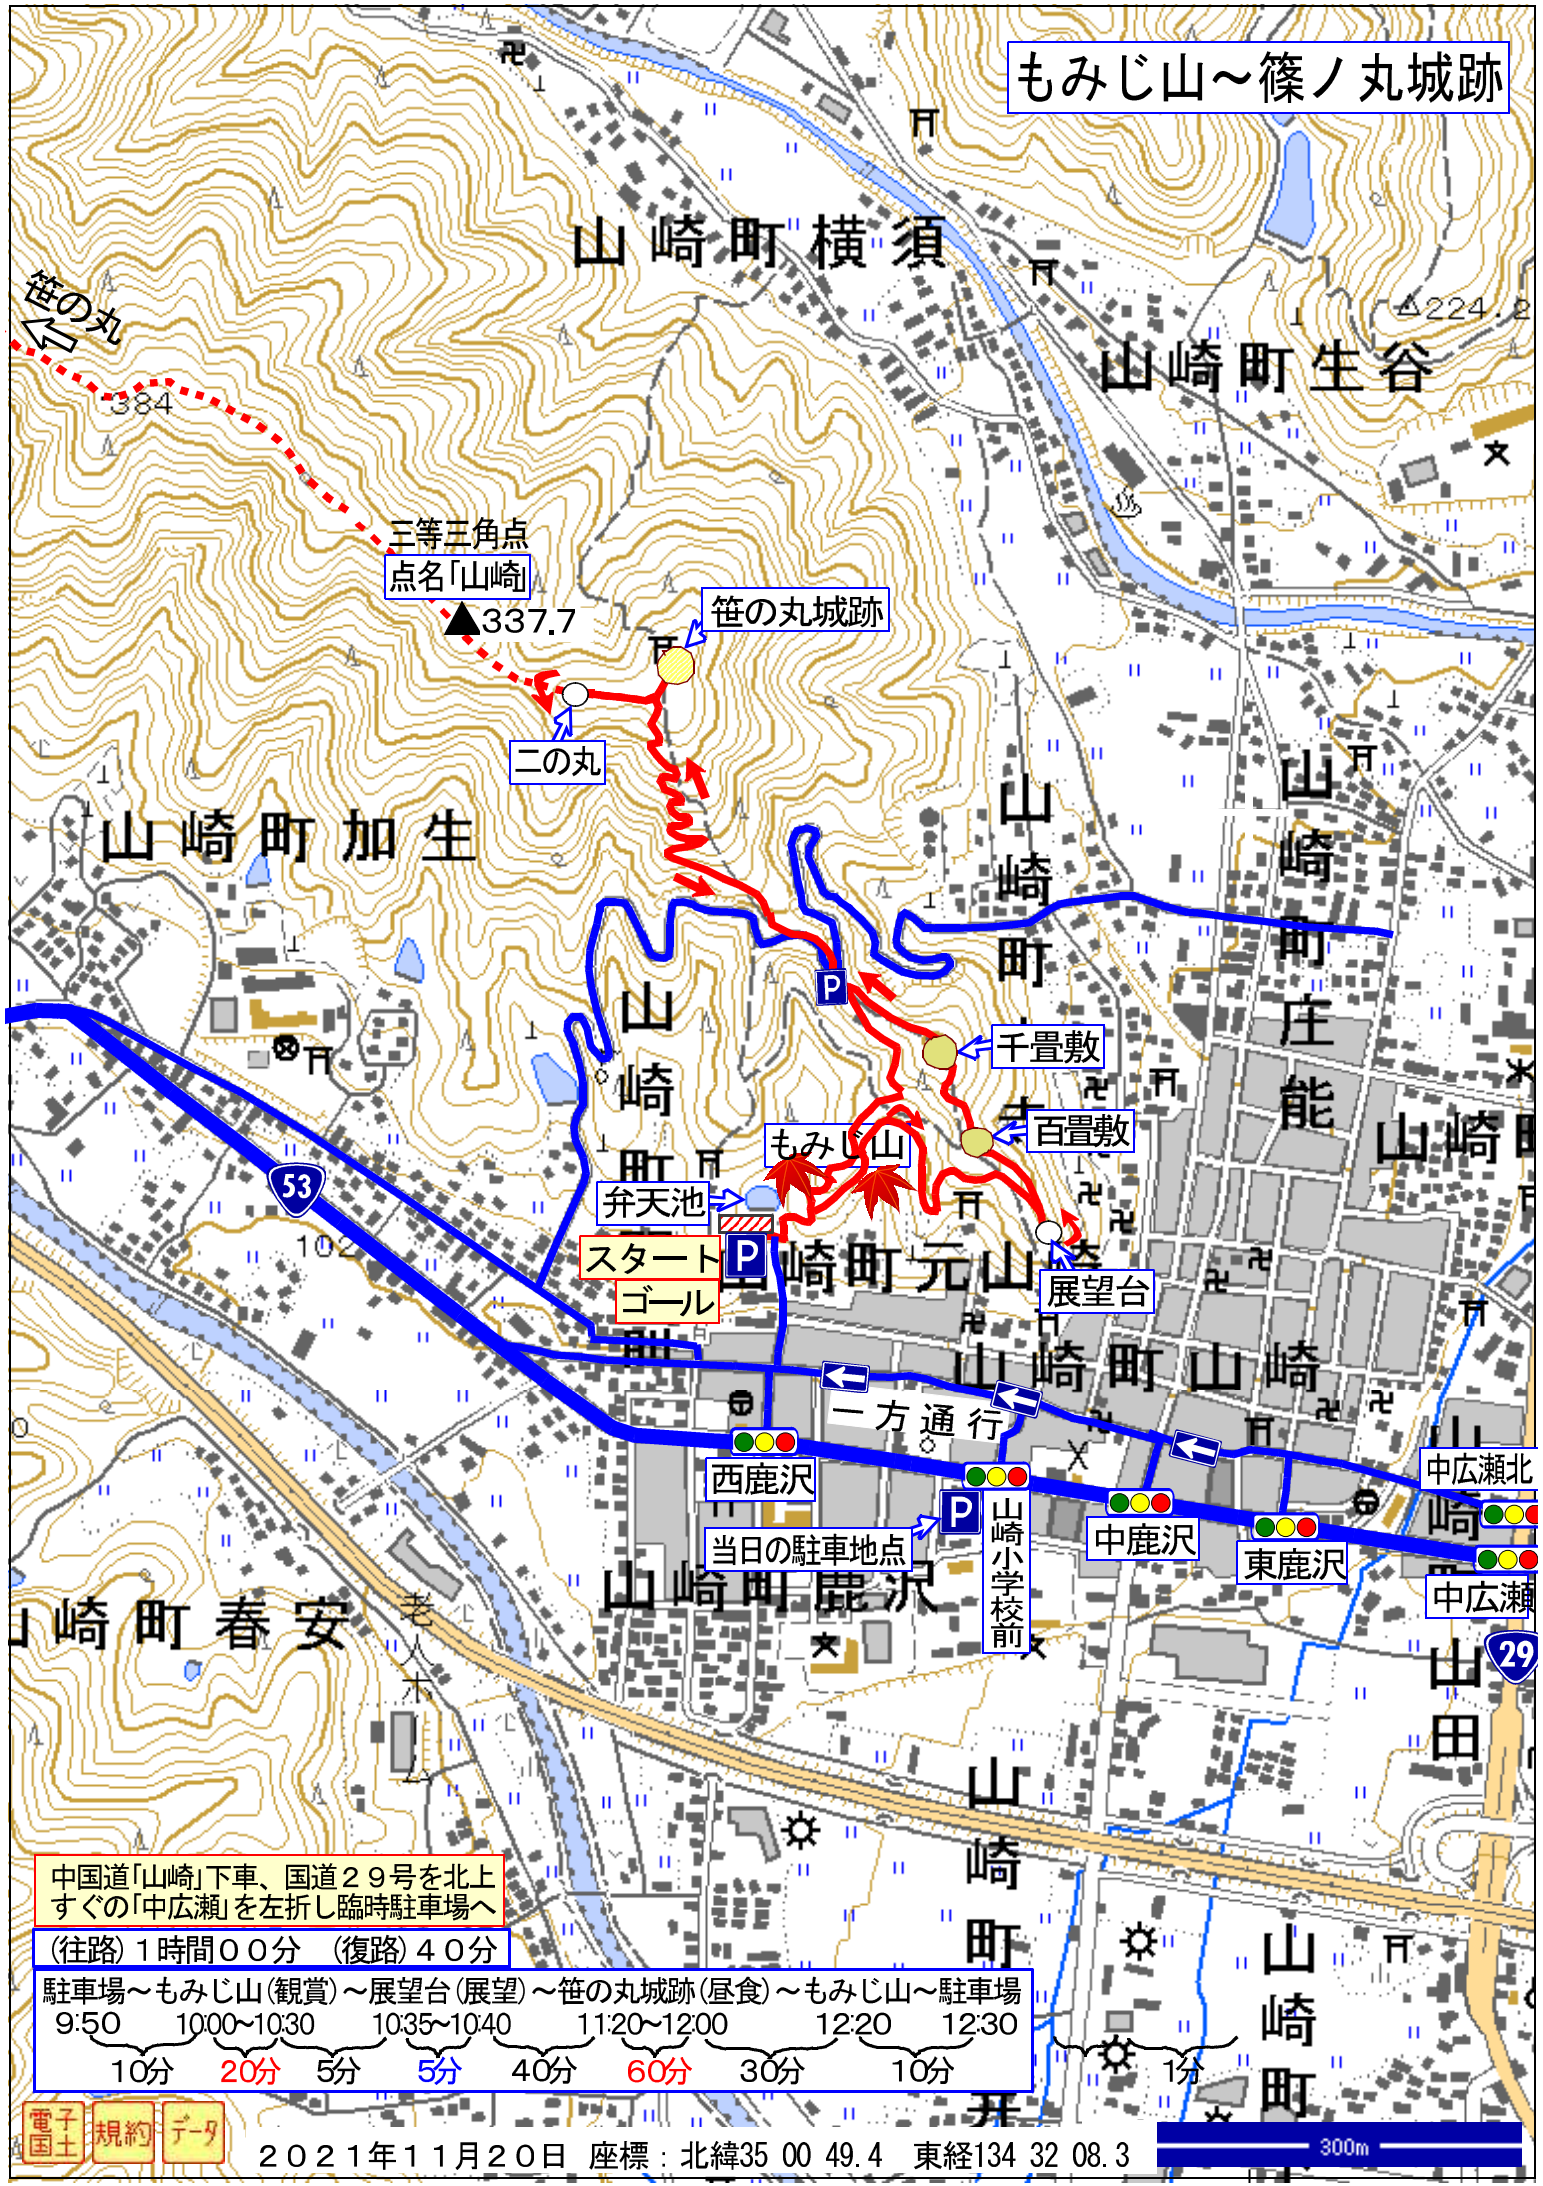 もみじ山～篠ノ丸城跡
山崎町横須
笹の丸
224.2
山崎町生谷
384
三等三角点
点名｢山崎｣
▲337.7
笹の丸城跡
二の丸
山崎町加生
山崎町
山崎町庄能
山崎町
山崎町
P
千畳敷
百畳敷
もみじ山
弁天池
53
102
スタート
P
ゴール
山崎町元山崎
展望台
山崎町山崎
一方通行
西鹿沢
中広瀬北
P
当日の駐車地点
山崎小学校前
中鹿沢
東鹿沢
中広瀬
山崎町鹿沢
山崎町春安
老人ホーム
29
山田
山崎町井
山崎町
中国道｢山崎｣下車、国道２９号を北上
すぐの｢中広瀬｣を左折し臨時駐車場へ
(往路)１時間００分　(復路)４０分
駐車場～もみじ山(観賞)～展望台(展望)～笹の丸城跡(昼食)～もみじ山～駐車場
9:50 10:00～10:30 10:35～10:40 11:20～12:00 12:20 12:30
10分 20分 5分 5分 40分 60分 30分 10分 1分
電子国土 規約 データ
２０２１年１１月２０日 座標：北緯35 00 49.4 東経134 32 08.3
300m